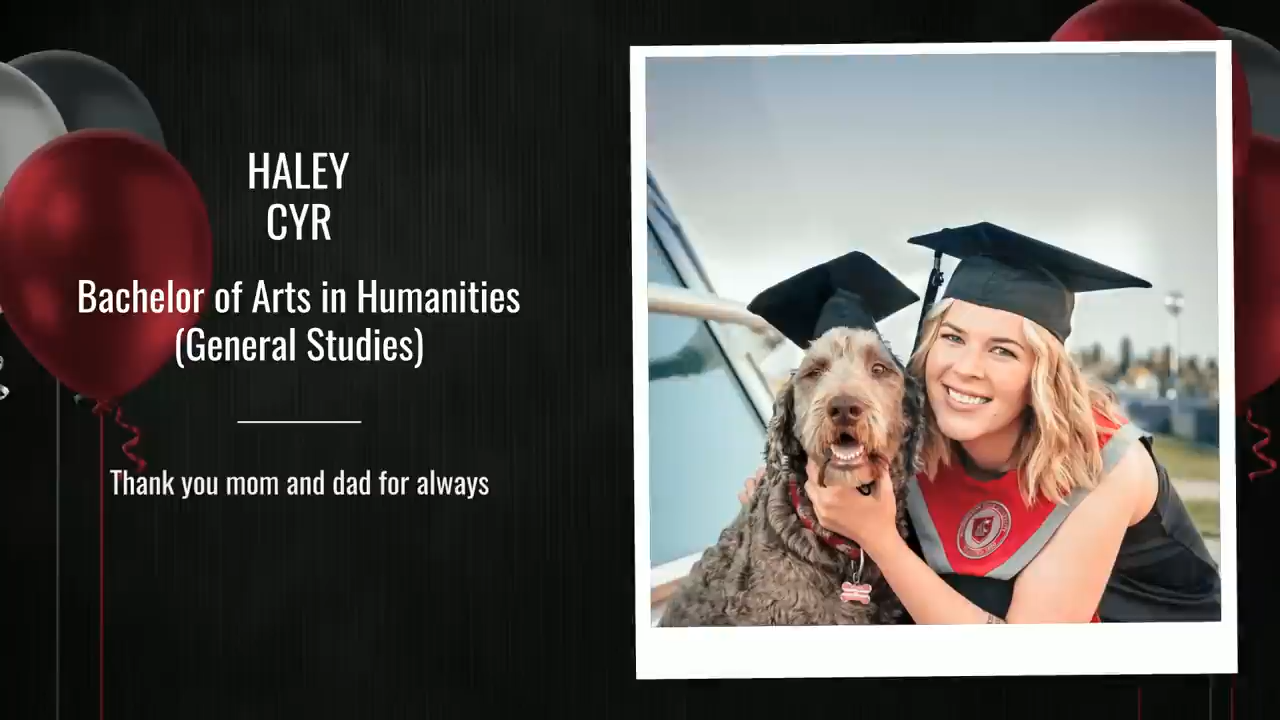 HALEY
CYR
Bachelor of Arts in Humanities
(General Studies)
Thank you mom and dad for always